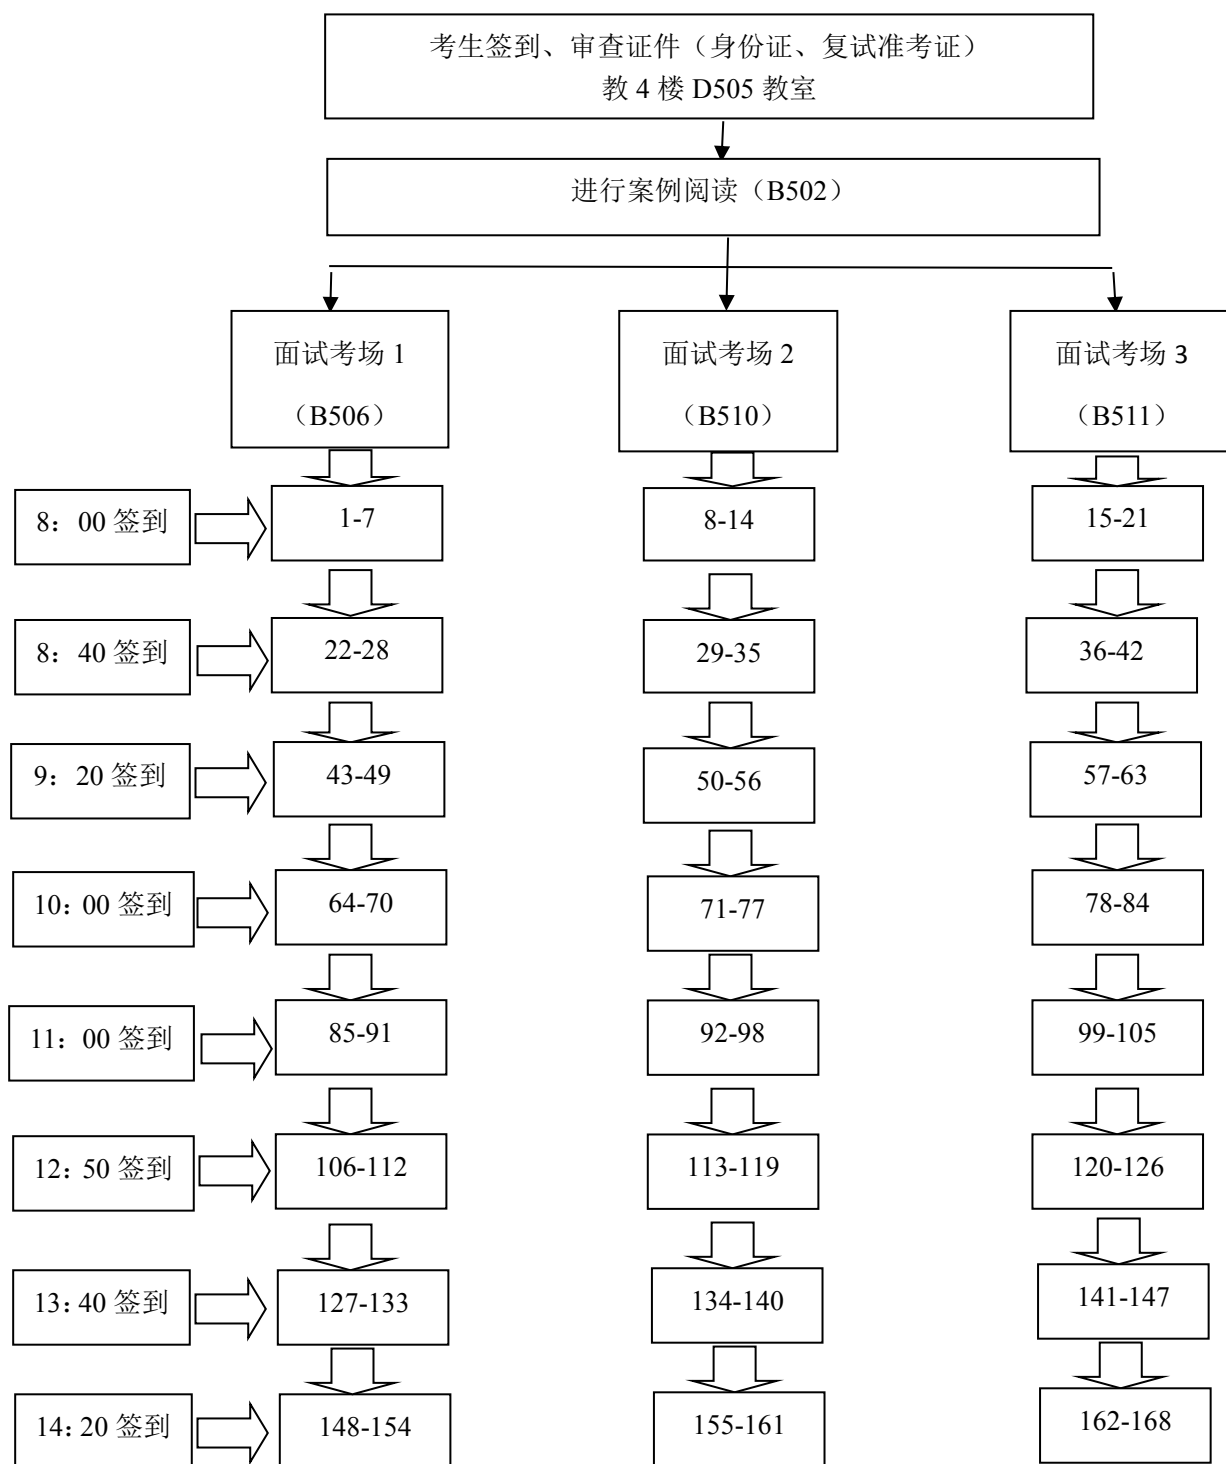 考生签到、审查证件（身份证、复试准考证）
教 4 楼 D505 教室
进行案例阅读（B502）
面试考场 1
（B506）
面试考场 2
（B510）
面试考场 3
（B511）
8：00 签到
1-7
8-14
15-21
8：40 签到
22-28
29-35
36-42
9：20 签到
43-49
50-56
57-63
10：00 签到
64-70
71-77
78-84
11：00 签到
85-91
92-98
99-105
12：50 签到
106-112
113-119
120-126
13：40 签到
127-133
134-140
141-147
14：20 签到
148-154
155-161
162-168